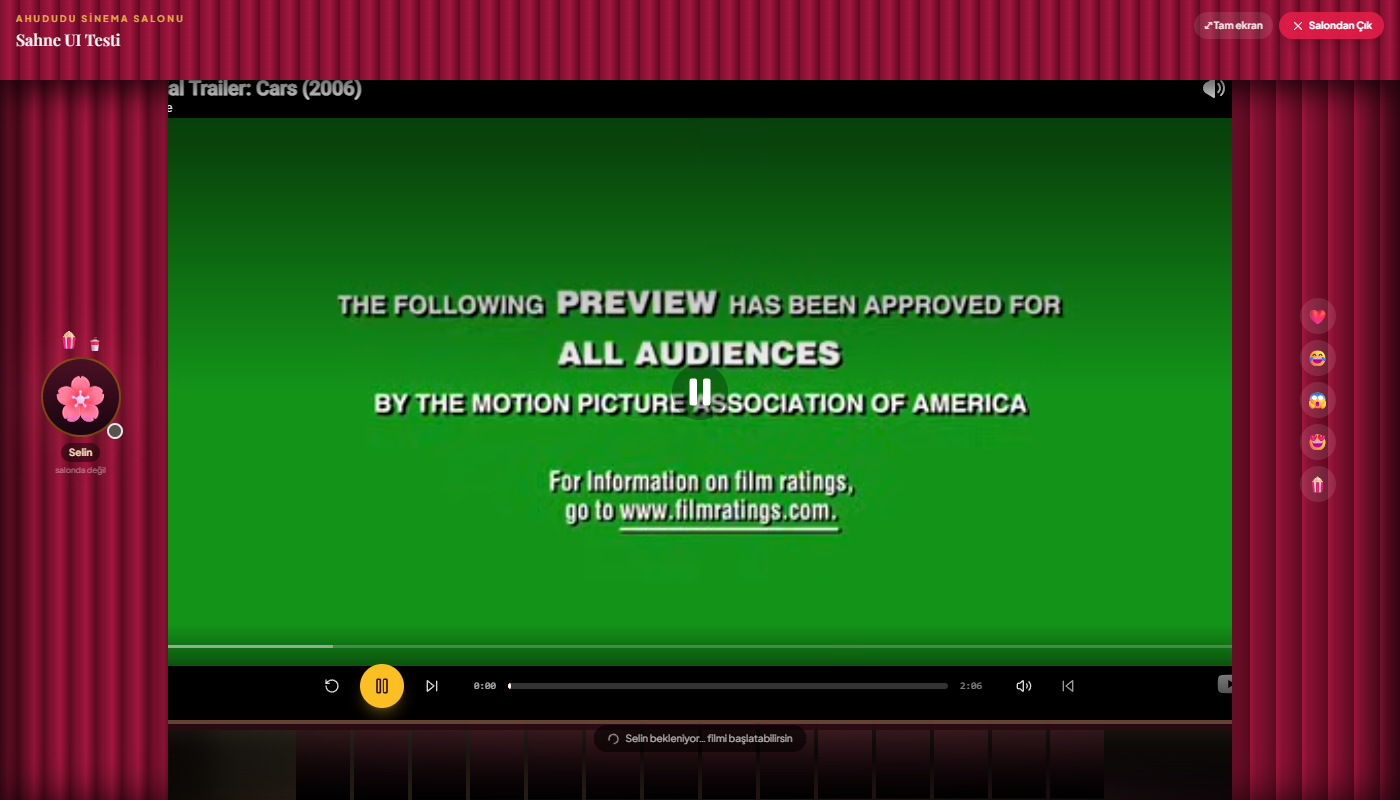 AHUDUDU SİNEMA SALONU
Sahne UI Testi
Tam ekran
Salondan Çık
al Trailer: Cars (2006)
e
THE FOLLOWING PREVIEW HAS BEEN APPROVED FOR
ALL AUDIENCES
BY THE MOTION PICTURE ASSOCIATION OF AMERICA
For Information on film ratings,
go to www.filmratings.com.
Selin
salonda değil
0:00
2:06
Selin bekleniyor... filmi başlatabilirsin